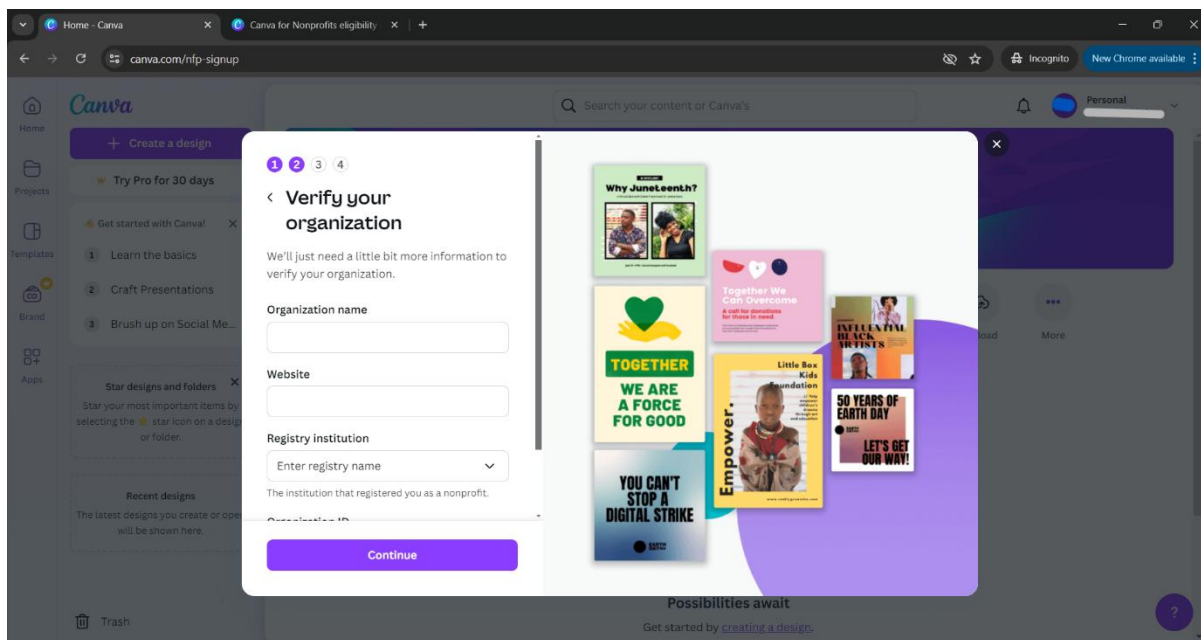 Home - Canva
Canva for Nonprofits eligibility
canva.com/nfp-signup
Incognito
New Chrome available
Canva
Search your content or Canva's
Personal
Home
Create a design
Projects
Try Pro for 30 days
Get started with Canva!
Templates
1 Learn the basics
2 Craft Presentations
Brand
3 Brush up on Social Me...
Apps
Star designs and folders
Star your most important items by
selecting the star icon on a design
or folder.
Recent designs
The latest designs you create or open
will be shown here.
Trash
1 2 3 4
Verify your
organization
We'll just need a little bit more information to
verify your organization.
Organization name
Website
Registry institution
Enter registry name
The institution that registered you as a nonprofit.
Organization ID
Continue
Why Juneteenth?
TOGETHER
WE ARE
A FORCE
FOR GOOD
YOU CAN'T
STOP A
DIGITAL STRIKE
Together We
Can Overcome
A call for donations
for those in need
Little Box
Kids
Foundation
Empower.
INFLUENTIAL
BLACK
ARTISTS
50 YEARS OF
EARTH DAY
LET'S GET
OUR WAY!
More
Possibilities await
Get started by creating a design.
?